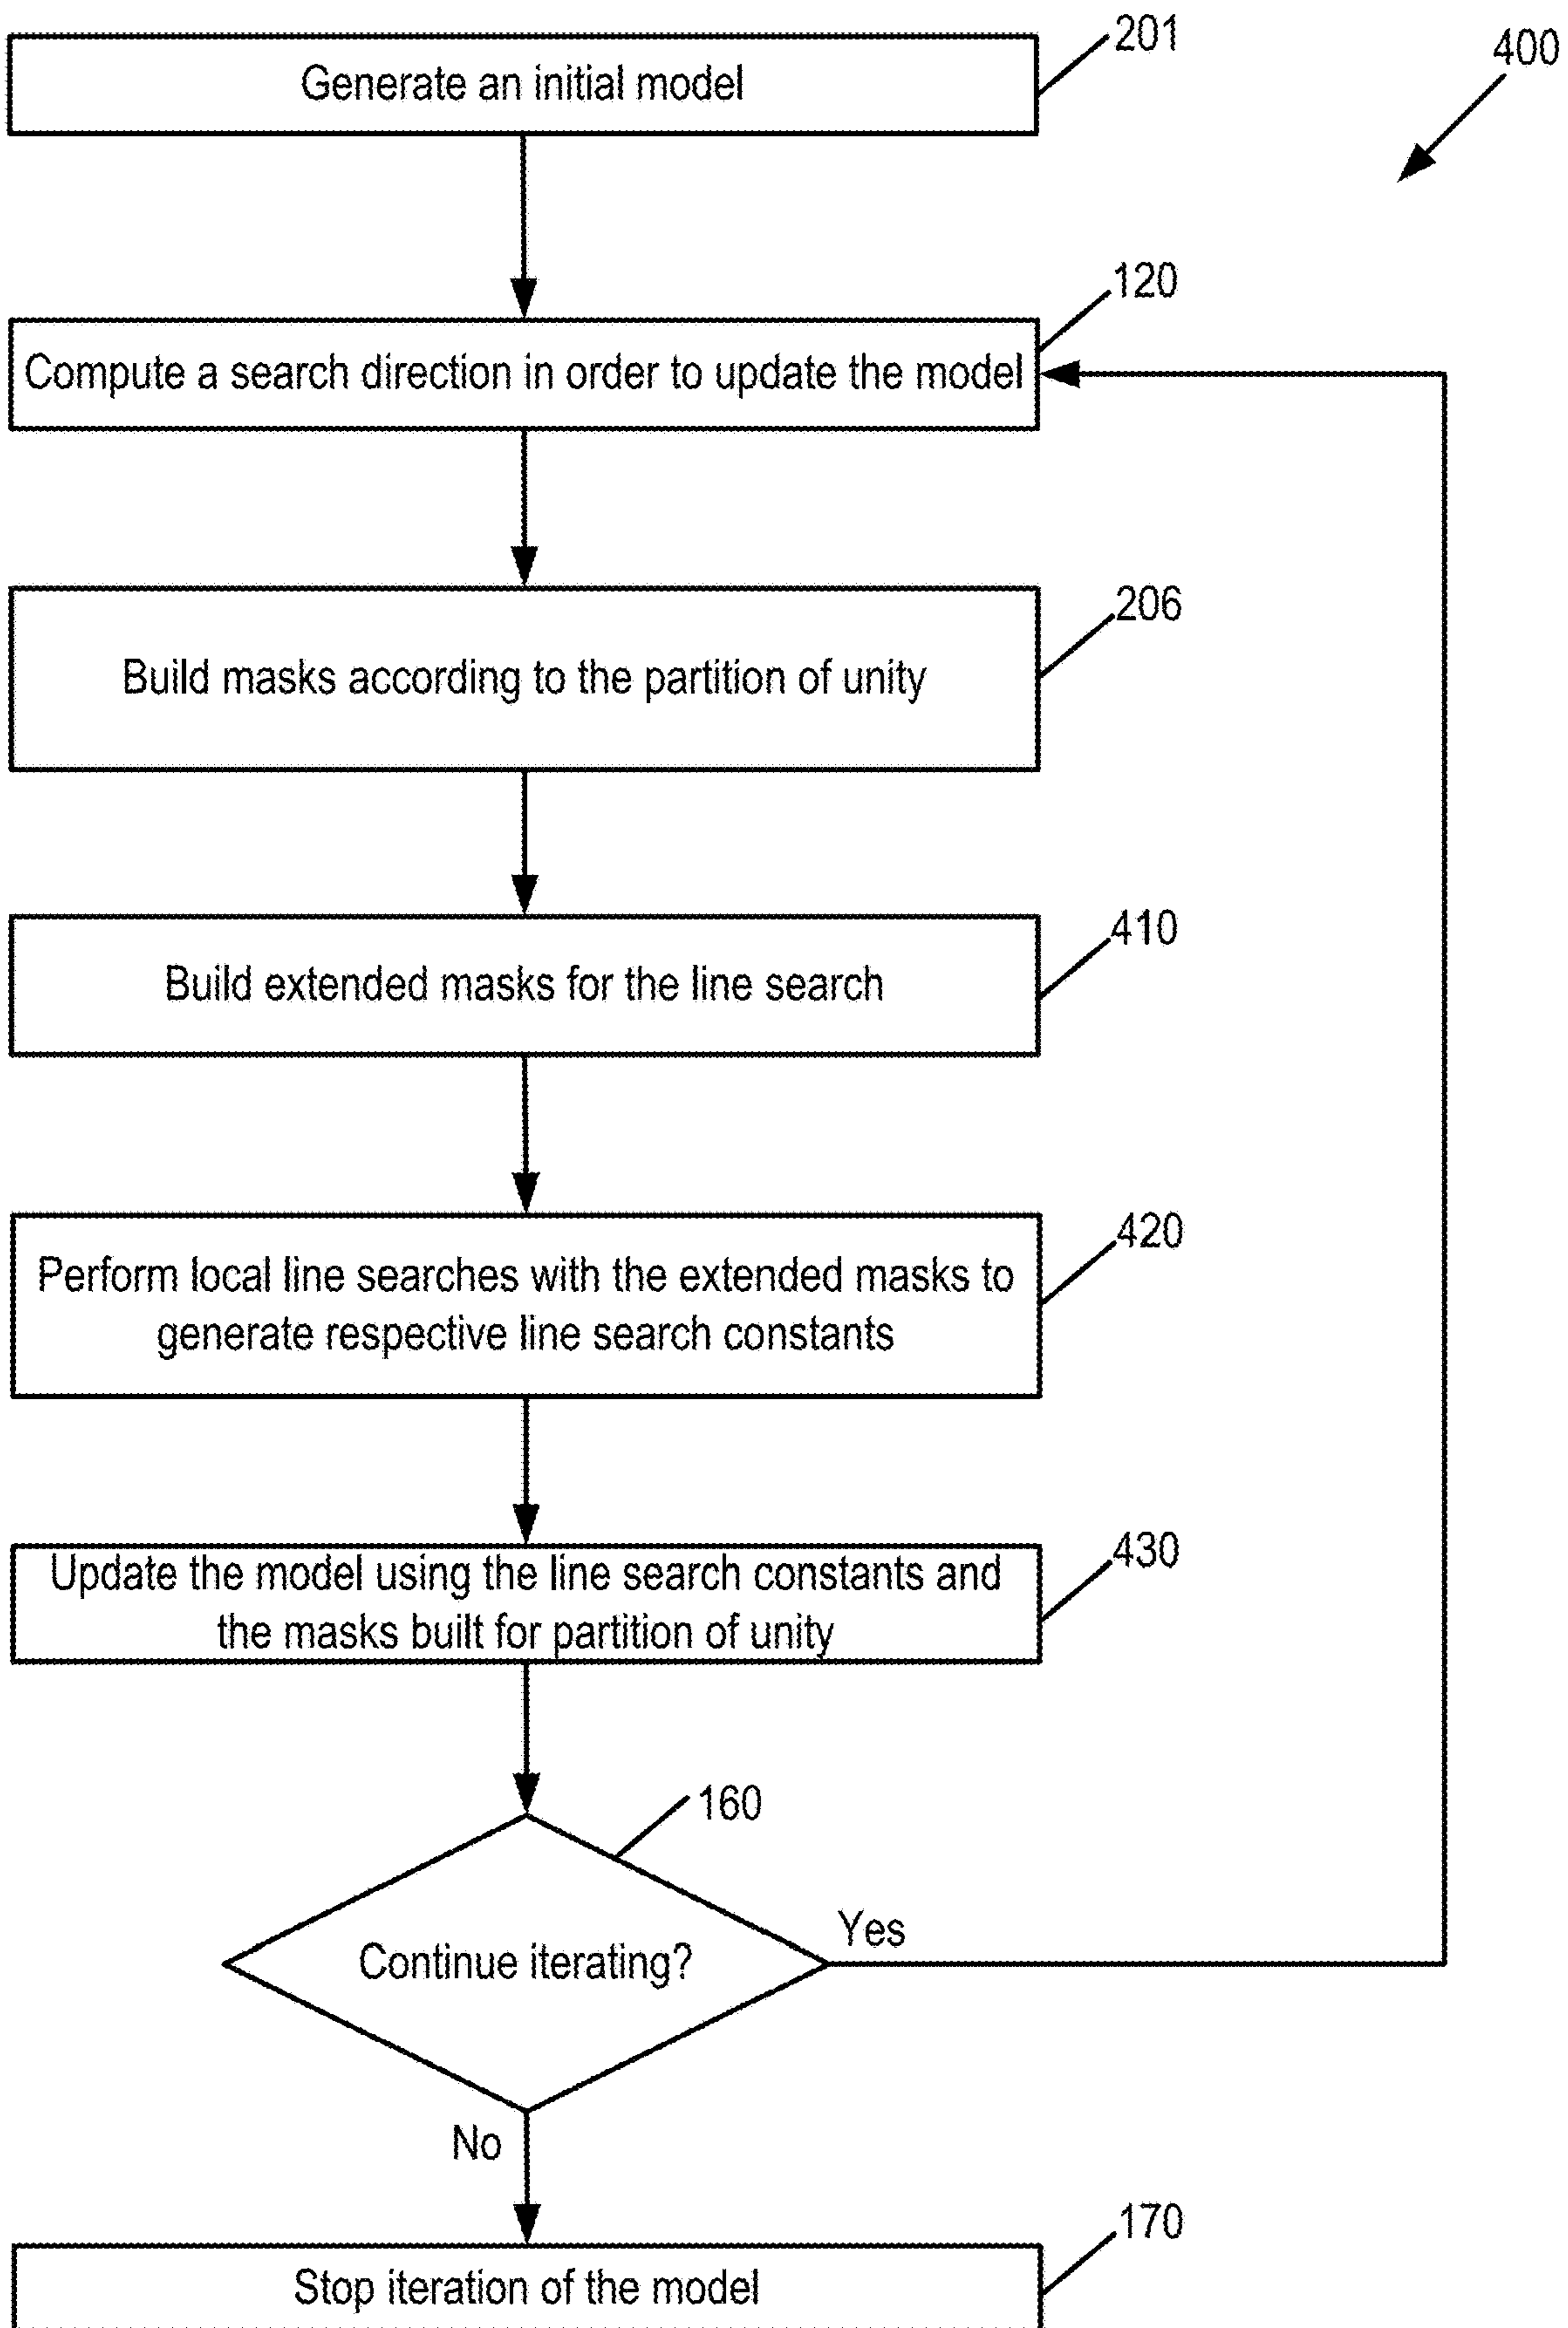 201
400
Generate an initial model
120
Compute a search direction in order to update the model
206
Build masks according to the partition of unity
410
Build extended masks for the line search
420
Perform local line searches with the extended masks to
generate respective line search constants
430
Update the model using the line search constants and
the masks built for partition of unity
160
Continue iterating?
Yes
No
170
Stop iteration of the model